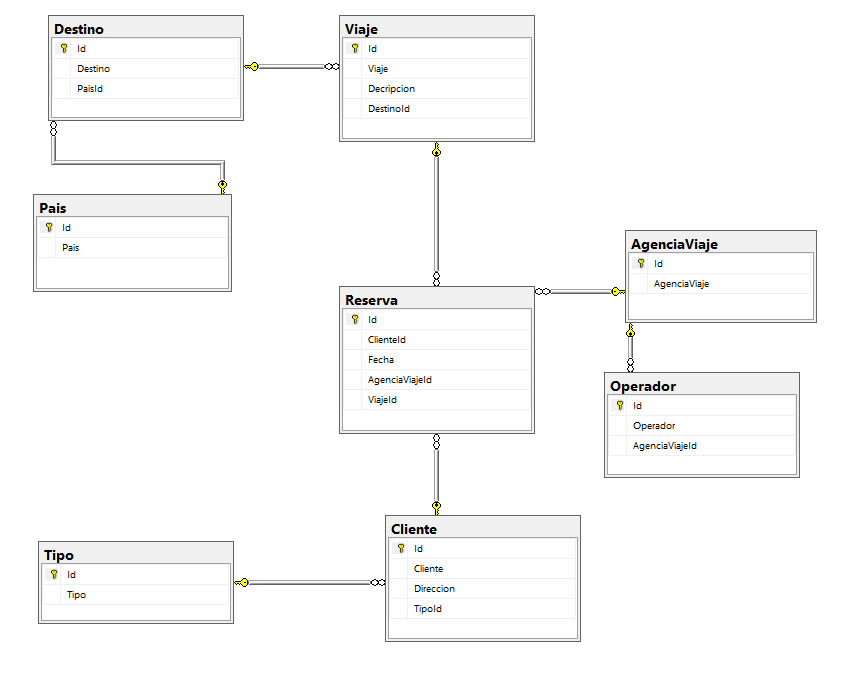 Destino
Id
Destino
PaisId
Viaje
Id
Viaje
Decripcion
DestinoId
Pais
Id
Pais
AgenciaViaje
Id
AgenciaViaje
Reserva
Id
ClienteId
Fecha
AgenciaViajeId
ViajeId
Operador
Id
Operador
AgenciaViajeId
Cliente
Id
Cliente
Direccion
TipoId
Tipo
Id
Tipo